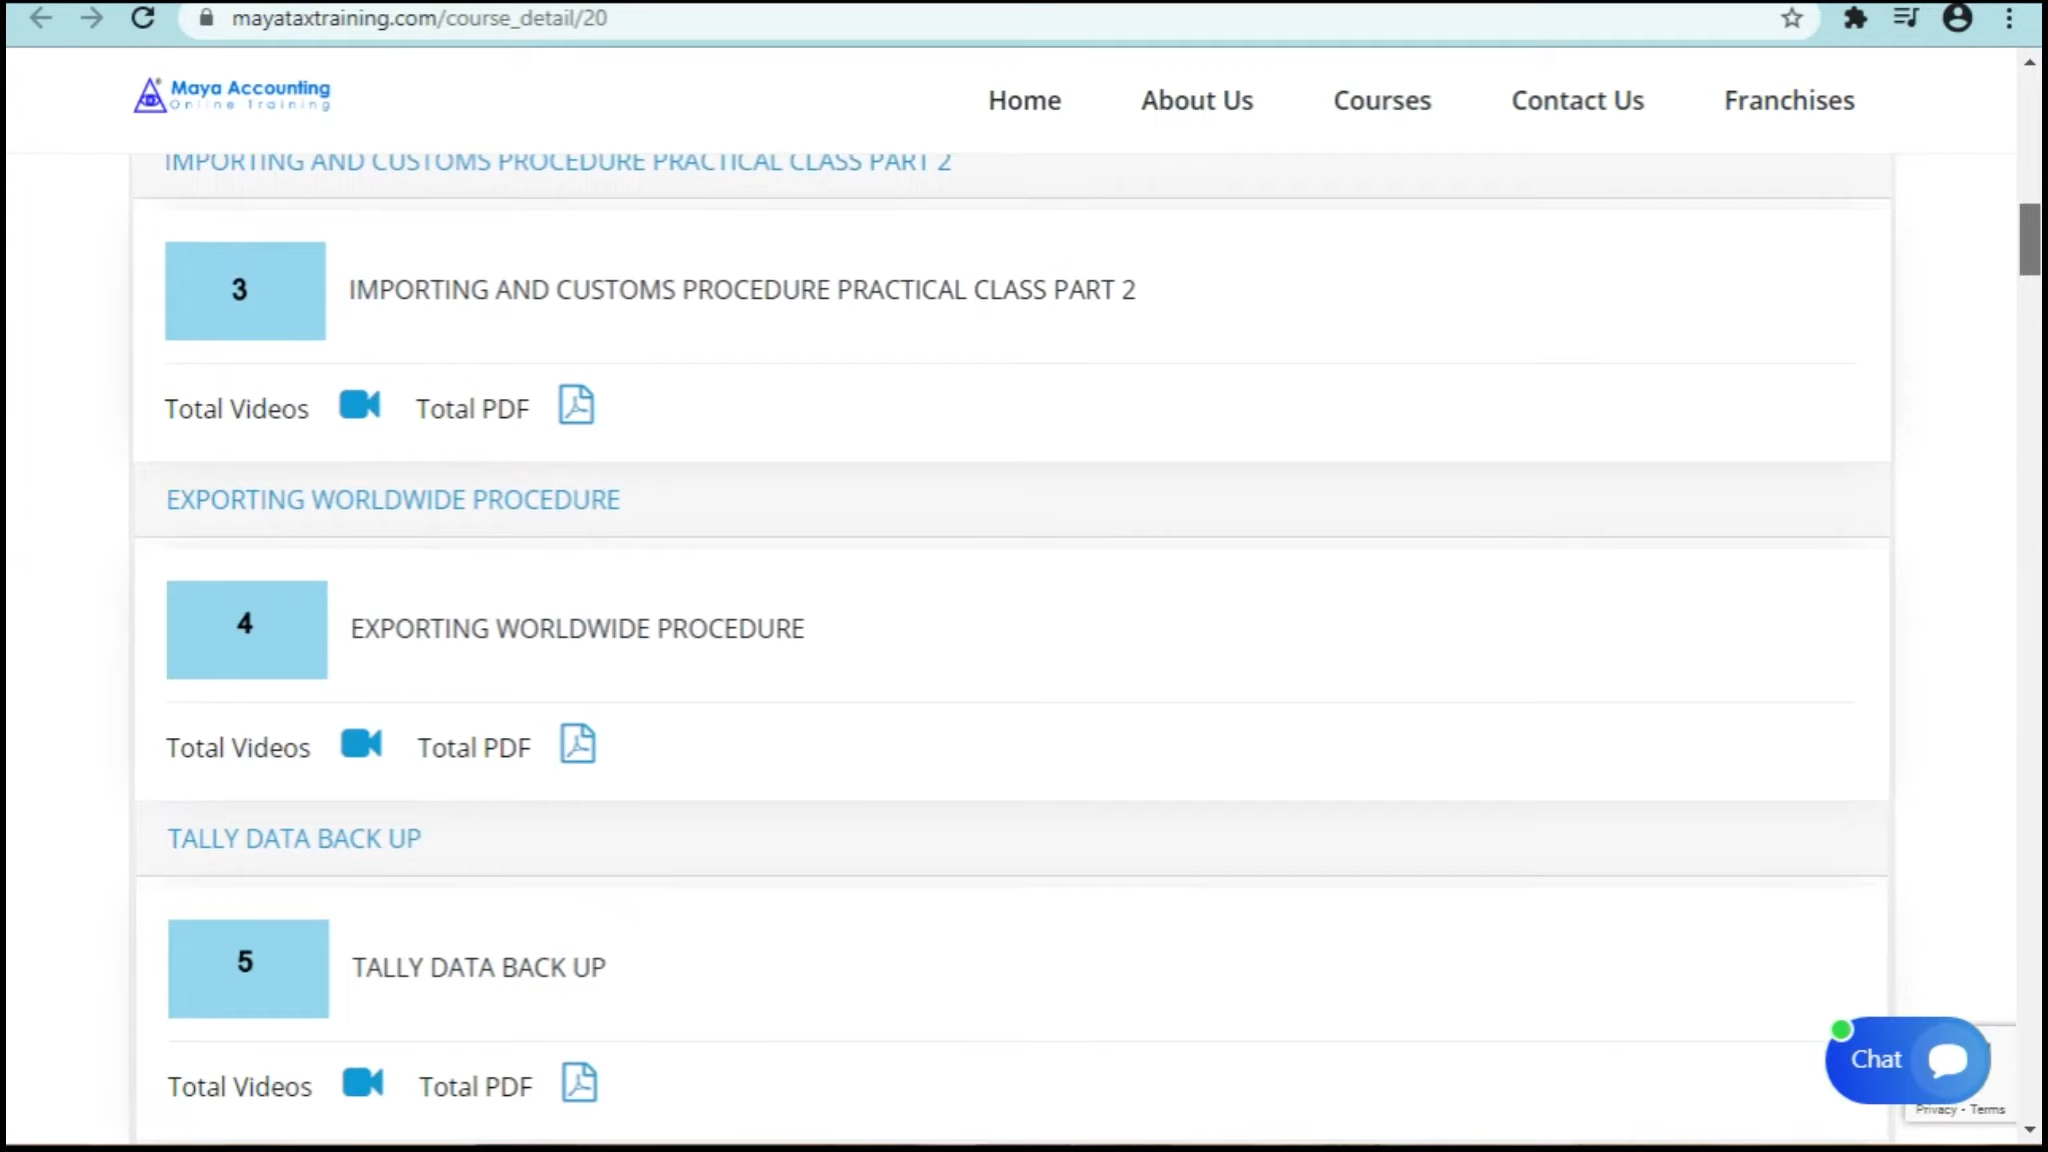 mayataxtraining.com/course_detail/20
Maya Accounting
Online Training
Home About Us Courses Contact Us Franchises
IMPORTING AND CUSTOMS PROCEDURE PRACTICAL CLASS PART 2
3 IMPORTING AND CUSTOMS PROCEDURE PRACTICAL CLASS PART 2
Total Videos Total PDF
EXPORTING WORLDWIDE PROCEDURE
4 EXPORTING WORLDWIDE PROCEDURE
Total Videos Total PDF
TALLY DATA BACK UP
5 TALLY DATA BACK UP
Total Videos Total PDF
Chat
Privacy - Terms